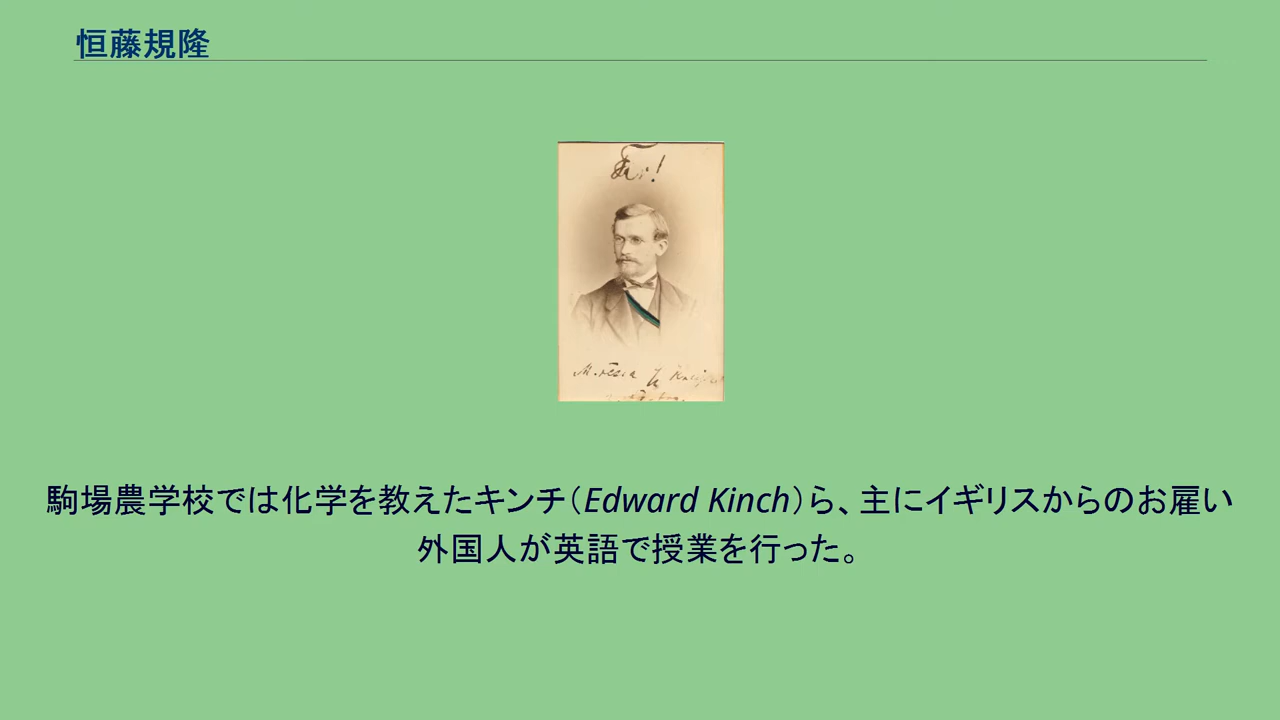 恒藤規隆
駒場農学校では化学を教えたキンチ（Edward Kinch）ら、主にイギリスからのお雇い
外国人が英語で授業を行った。